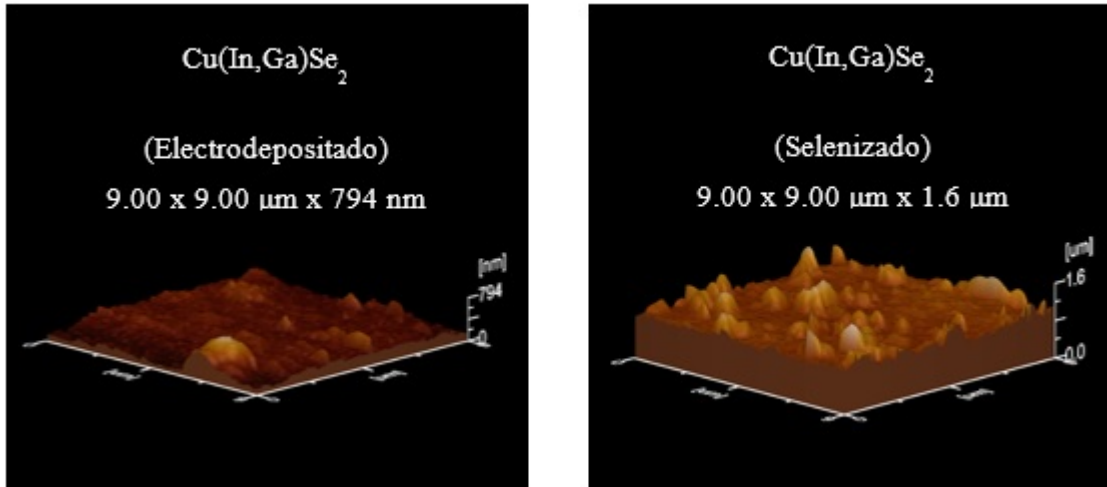 Cu(In,Ga)Se₂
(Electrodepositado)
9.00 x 9.00 μm x 794 nm
[nm]
794
0
Cu(In,Ga)Se₂
(Selenizado)
9.00 x 9.00 μm x 1.6 μm
[μm]
1.6
0.0